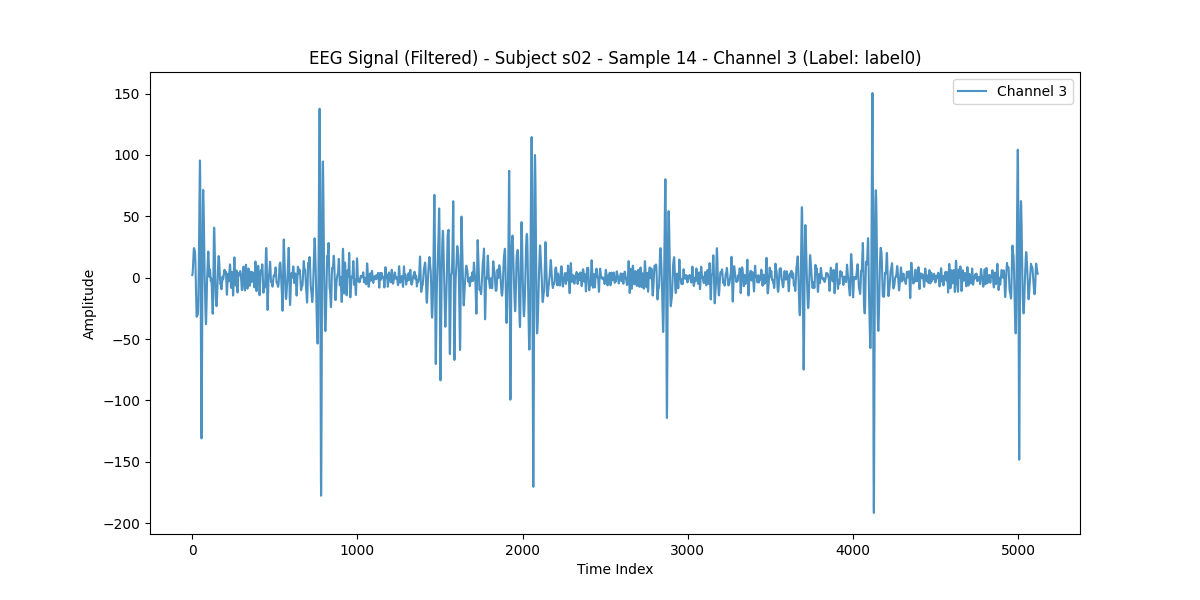 EEG Signal (Filtered) - Subject s02 - Sample 14 - Channel 3 (Label: label0)
Channel 3
150
100
50
0
−50
−100
−150
−200
Amplitude
0 1000 2000 3000 4000 5000
Time Index